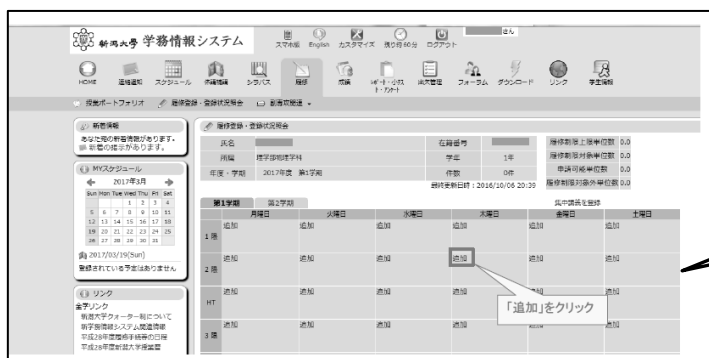 新潟大学 学務情報システム
スマホ版 English カスタマイズ 残り時60分 ログアウト
さん
HOME 連絡通知 スケジュール 休講補講 シラバス 履修 成績 レポート・小テスト・アンケート 出欠管理 フォーラム ダウンロード リンク 学生情報
授業ポートフォリオ 履修登録・登録状況照会
新着情報
あなた宛の新着情報があります。
新着の指示があります。
MYスケジュール
2017年3月
Sun Mon Tue Wed Thu Fri Sat
1 2 3 4
5 6 7 8 9 10 11
12 13 14 15 16 17 18
19 20 21 22 23 24 25
26 27 28 29 30 31
2017/03/19(Sun)
登録されている予定はありません
リンク
全学リンク
新潟大学クォーター制について
新学務情報システム関連情報
平成28年度履修手続等の日程
平成28年度新潟大学授業暦
履修登録・登録状況照会
氏名 在籍番号
所属 理学部物理学科 学年 1年
年度・学期 2017年度 第1学期 件数 0件
最終更新日時：2016/10/06 20:39
履修制限上限単位数 0.0
履修制限対象単位数 0.0
申請可能単位数 0.0
履修制限対象外単位数 0.0
第1学期 第2学期 集中講義を登録
月曜日 火曜日 水曜日 木曜日 金曜日 土曜日
1限 追加 追加 追加 追加 追加 追加
2限 追加 追加 追加 追加 追加 追加
HT 追加 追加 追加 追加 追加 追加
「追加」をクリック
3限 追加 追加 追加 追加 追加 追加